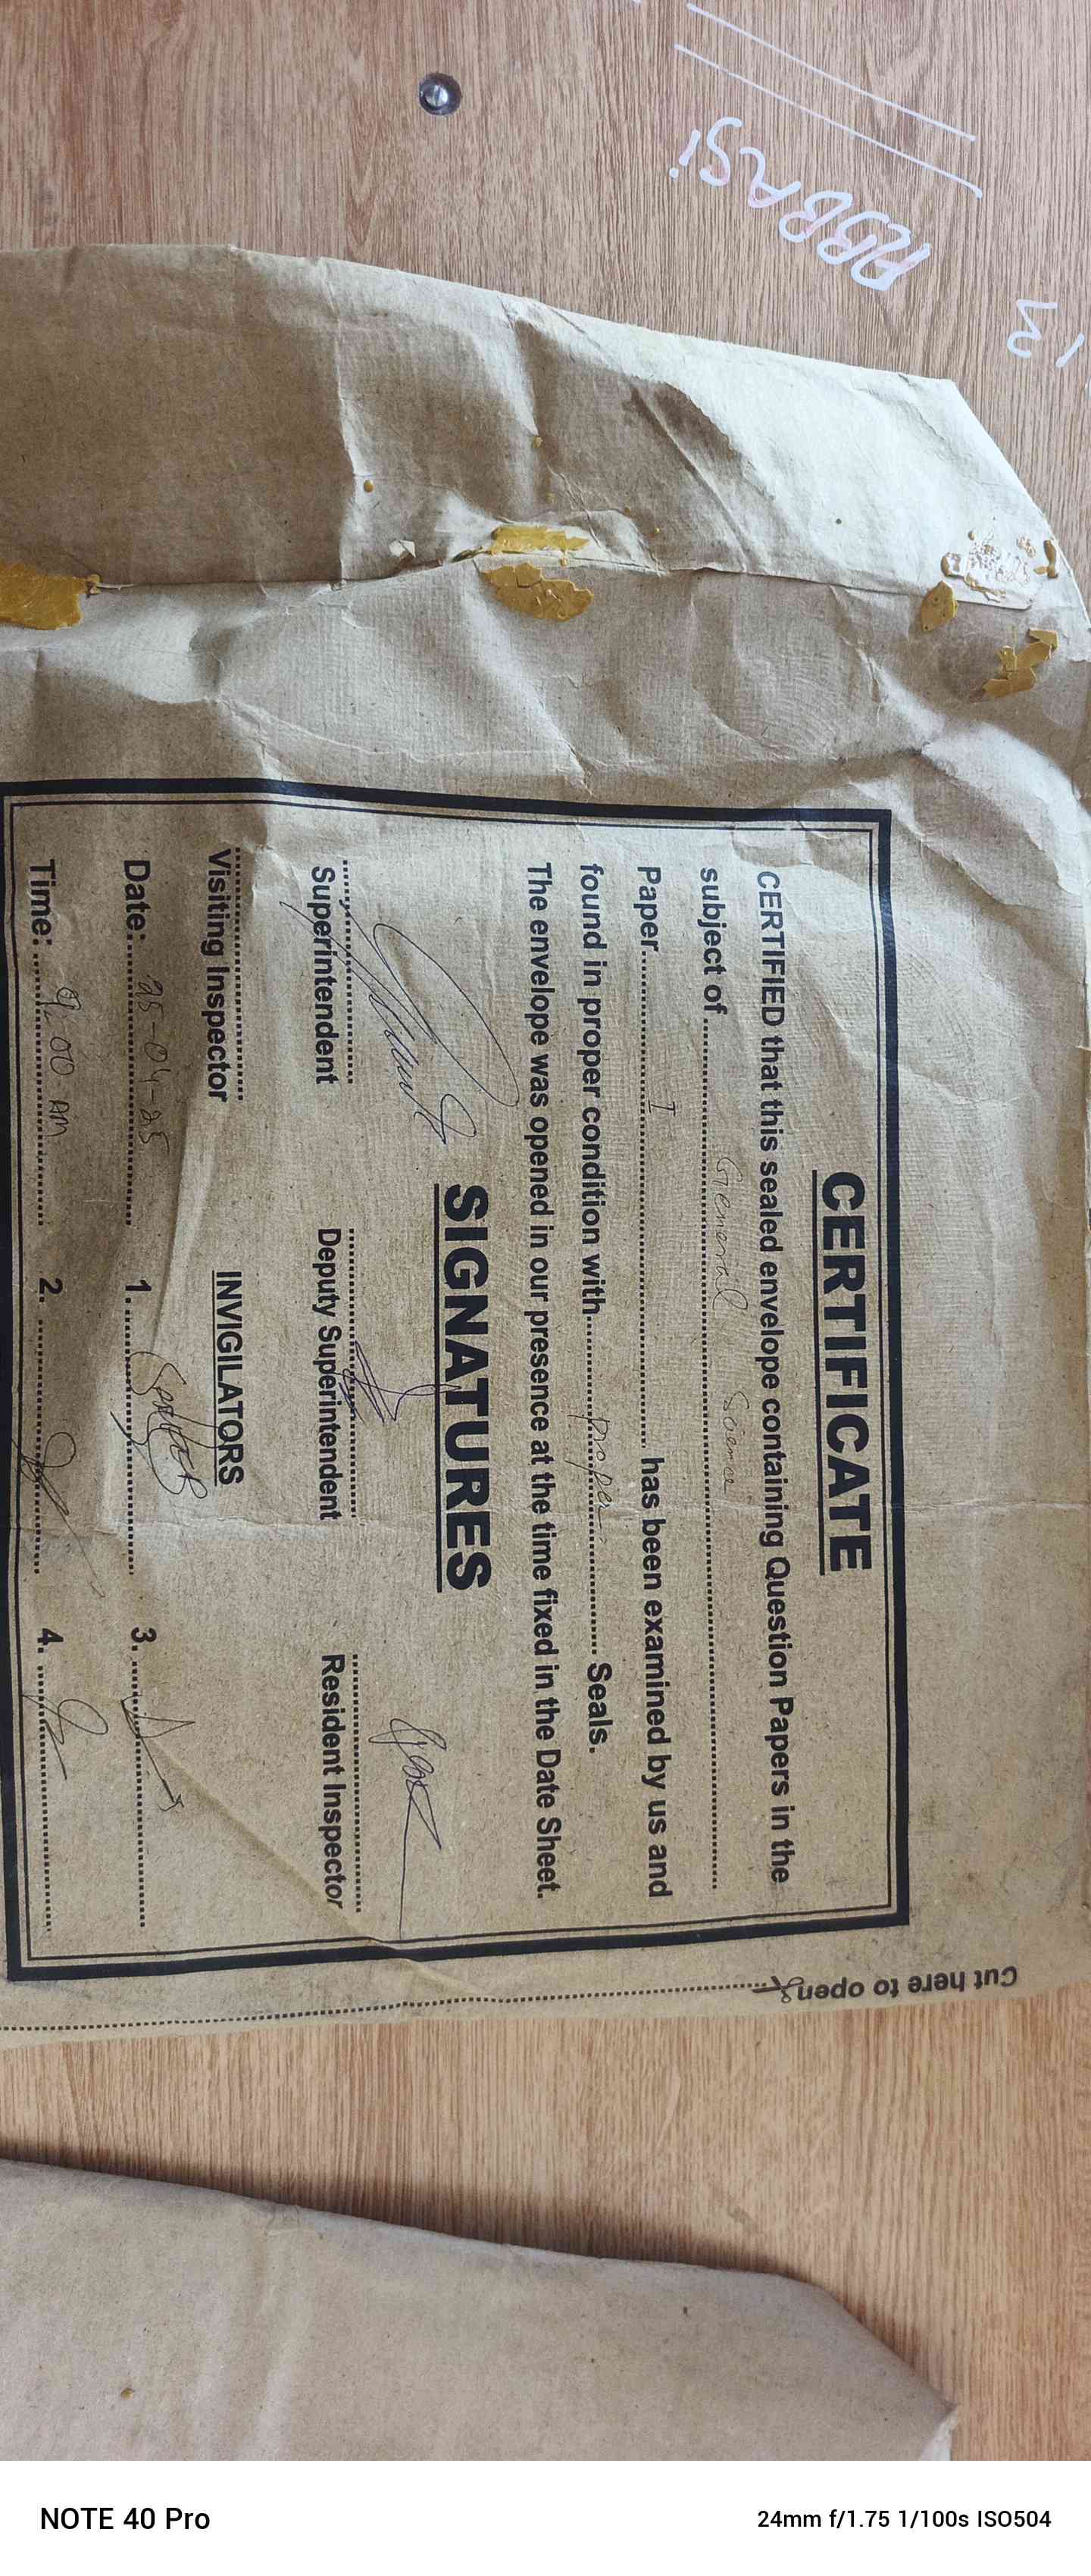 ABBASi
13
CERTIFICATE
CERTIFIED that this sealed envelope containing Question Papers in the
subject of General Science
Paper I has been examined by us and
found in proper condition with proper Seals.
The envelope was opened in our presence at the time fixed in the Date Sheet.
SIGNATURES
Superintendent Deputy Superintendent Resident Inspector
Visiting Inspector INVIGILATORS
Date: 25-04-25 1. 3.
Time: 9:00 AM 2. 4.
Cut here to open
NOTE 40 Pro 24mm f/1.75 1/100s ISO504